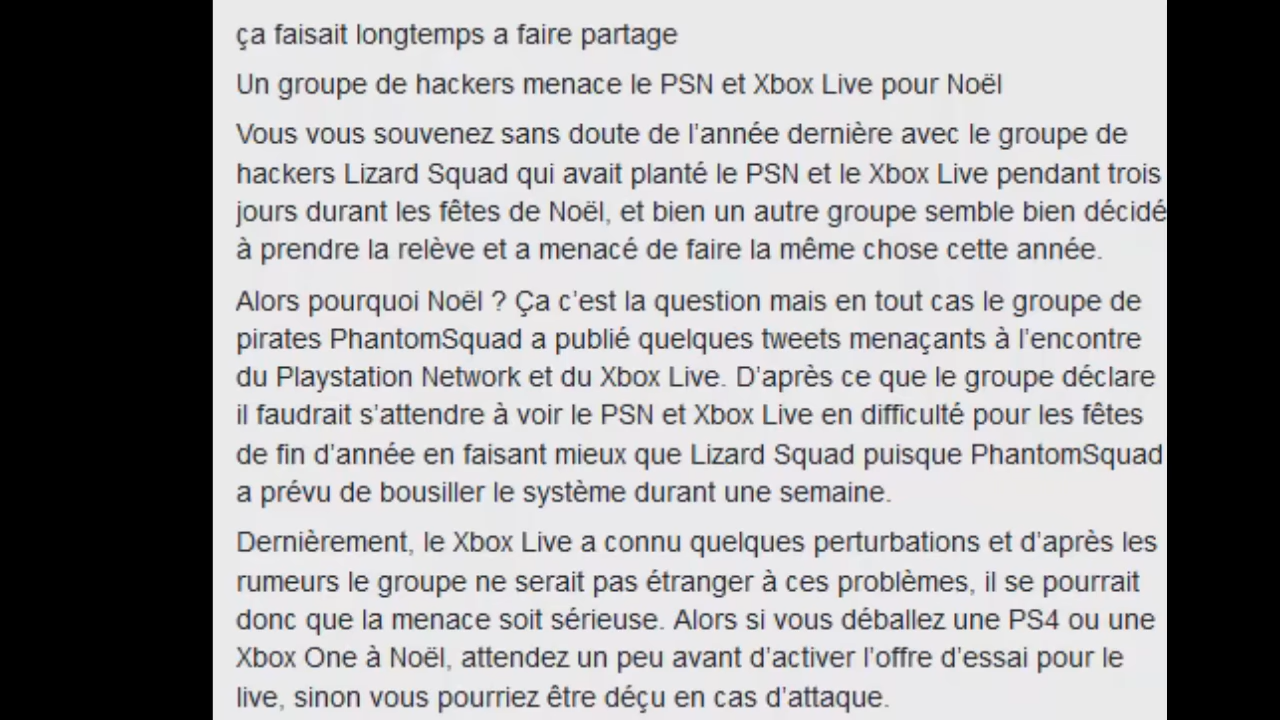 ça faisait longtemps a faire partage
Un groupe de hackers menace le PSN et Xbox Live pour Noël
Vous vous souvenez sans doute de l’année dernière avec le groupe de
hackers Lizard Squad qui avait planté le PSN et le Xbox Live pendant trois
jours durant les fêtes de Noël, et bien un autre groupe semble bien décidé
à prendre la relève et a menacé de faire la même chose cette année.
Alors pourquoi Noël ? Ça c’est la question mais en tout cas le groupe de
pirates PhantomSquad a publié quelques tweets menaçants à l’encontre
du Playstation Network et du Xbox Live. D’après ce que le groupe déclare
il faudrait s’attendre à voir le PSN et Xbox Live en difficulté pour les fêtes
de fin d’année en faisant mieux que Lizard Squad puisque PhantomSquad
a prévu de bousiller le système durant une semaine.
Dernièrement, le Xbox Live a connu quelques perturbations et d’après les
rumeurs le groupe ne serait pas étranger à ces problèmes, il se pourrait
donc que la menace soit sérieuse. Alors si vous déballez une PS4 ou une
Xbox One à Noël, attendez un peu avant d’activer l’offre d’essai pour le
live, sinon vous pourriez être déçu en cas d’attaque.